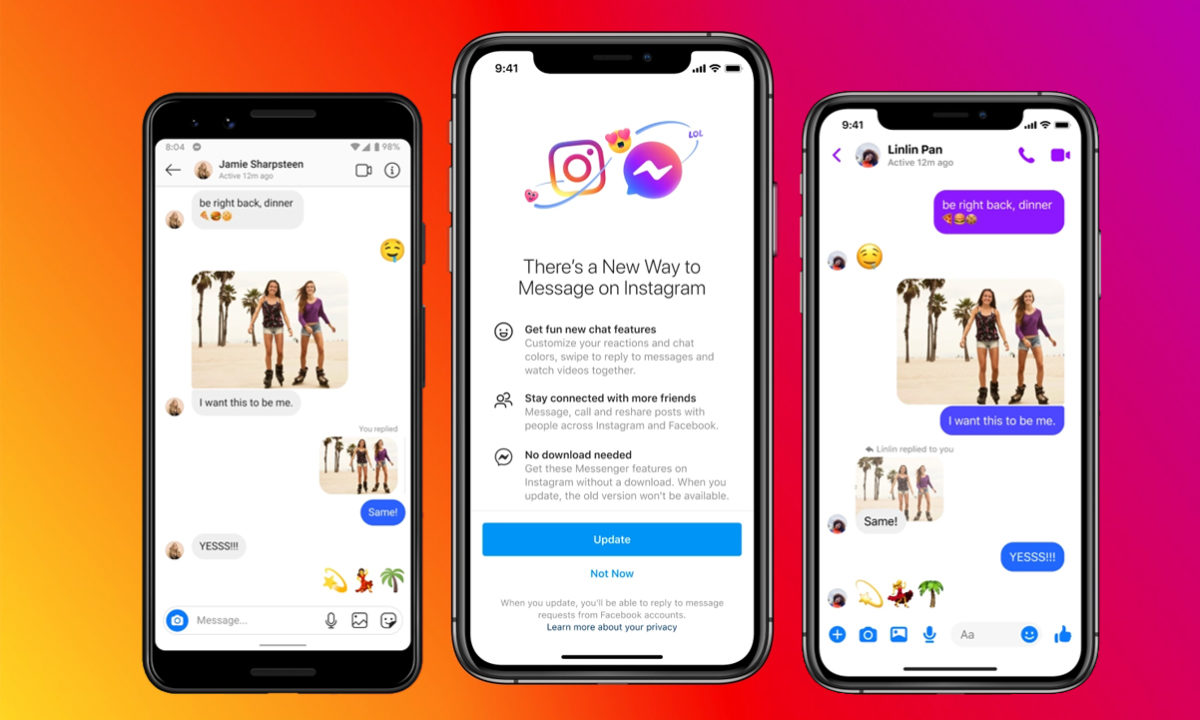 8:04
98%
Jamie Sharpsteen
Active 12m ago
be right back, dinner
I want this to be me.
You replied
Same!
YESSS!!!
Message...
9:41
LOL
There's a New Way to
Message on Instagram
Get fun new chat features
Customize your reactions and chat
colors, swipe to reply to messages and
watch videos together.
Stay connected with more friends
Message, call and reshare posts with
people across Instagram and Facebook.
No download needed
Get these Messenger features on
Instagram without a download. When you
update, the old version won't be available.
Update
Not Now
When you update, you'll be able to reply to message
requests from Facebook accounts.
Learn more about your privacy
9:41
Linlin Pan
Active 12m ago
be right back, dinner
I want this to be me.
Linlin replied to you
Same!
YESSS!!!
Aa